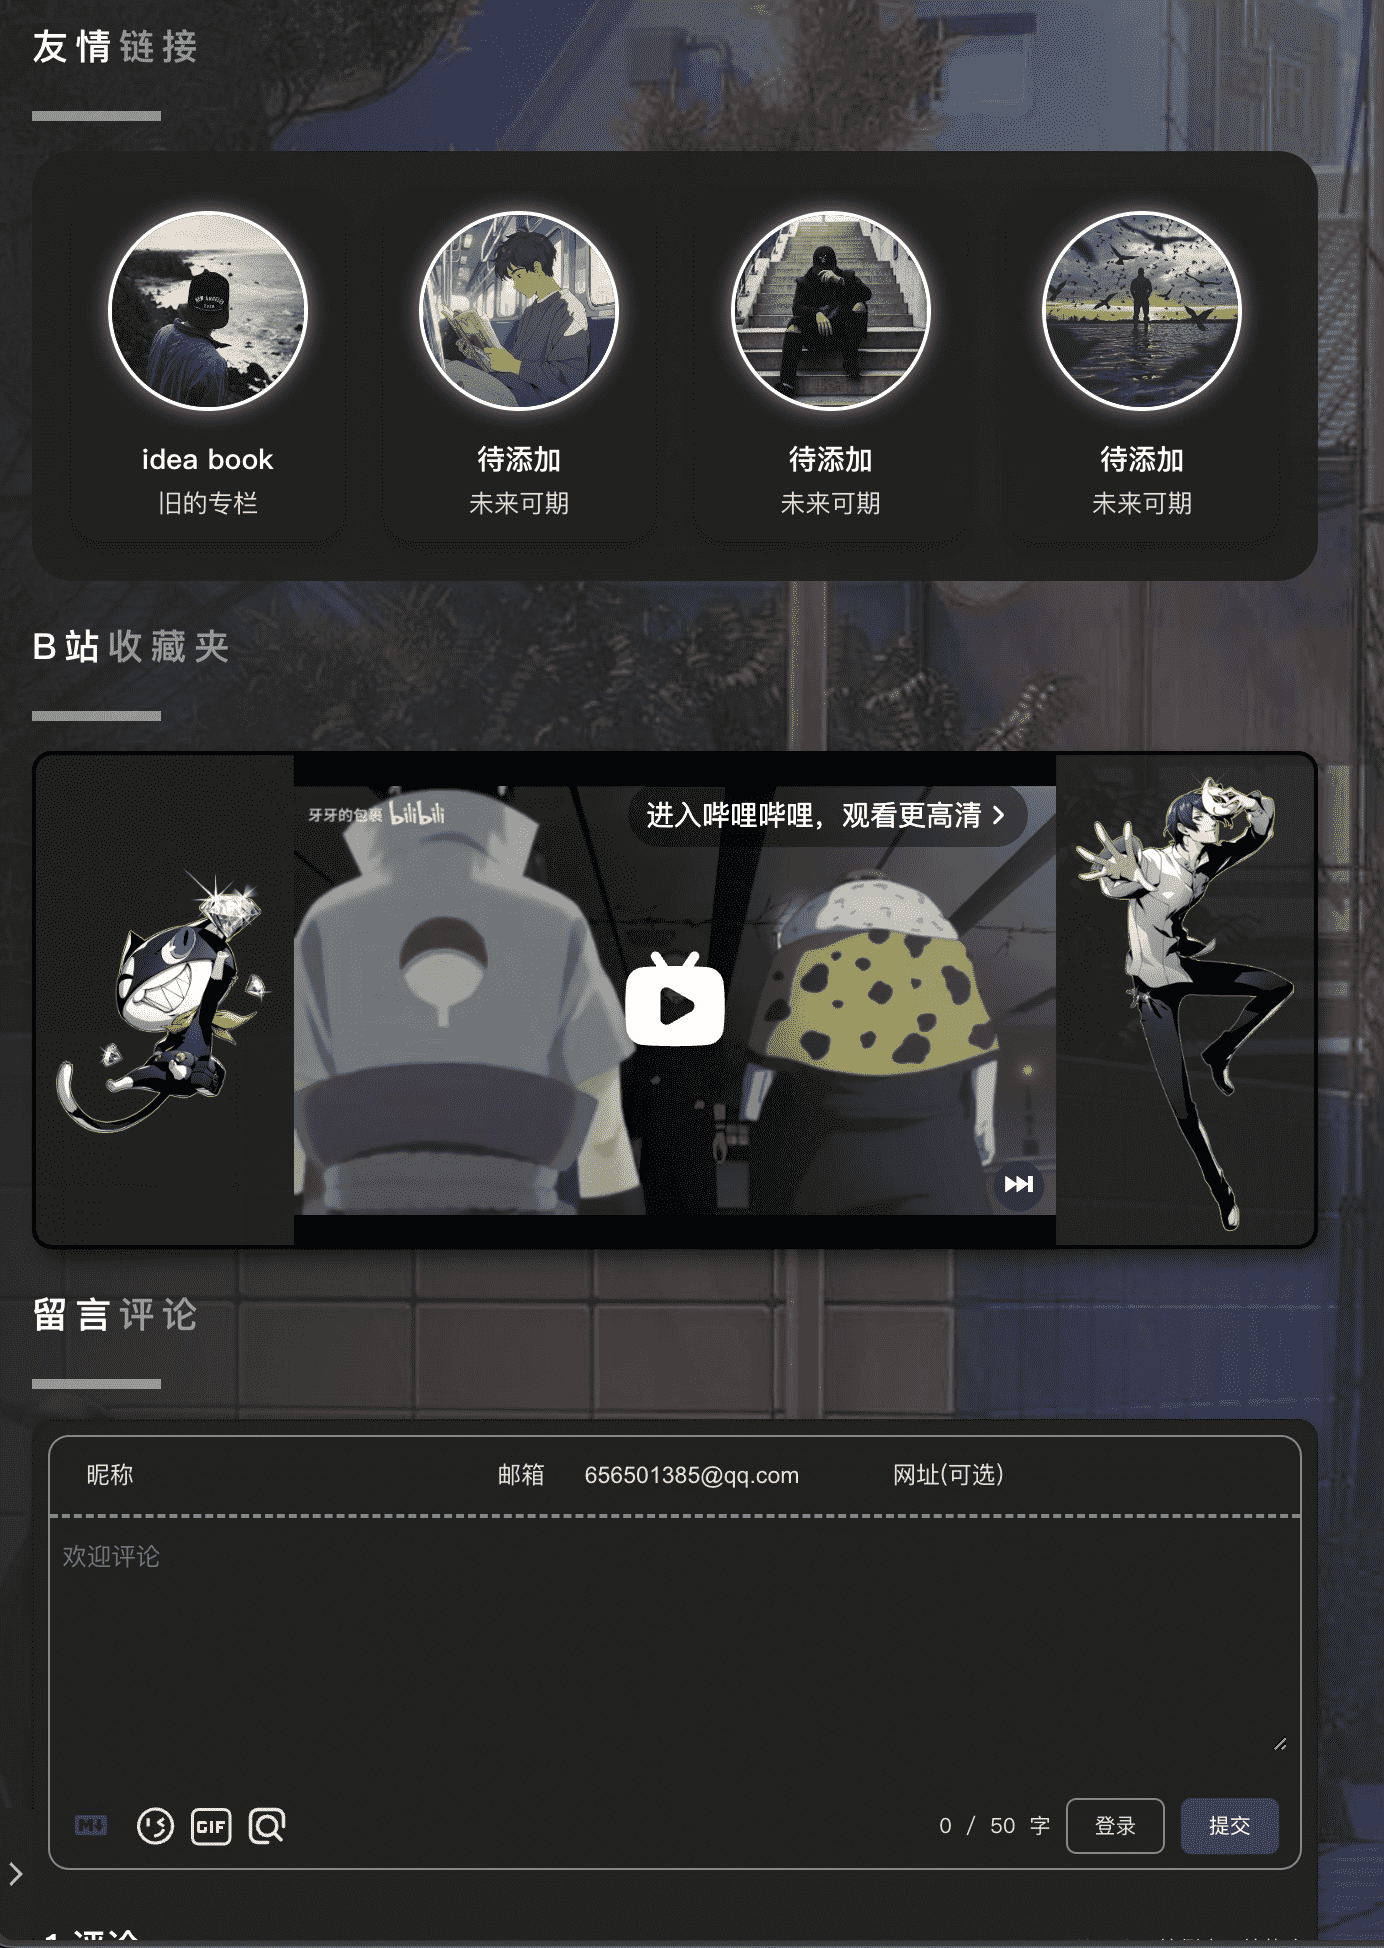 友情链接
idea book
旧的专栏
待添加
未来可期
待添加
未来可期
待添加
未来可期
B站收藏夹
牙牙的包裹 bilibili
进入哔哩哔哩，观看更高清
留言评论
昵称
邮箱 656501385@qq.com
网址(可选)
欢迎评论
M↓ GIF
0 / 50 字
登录
提交
1 评论